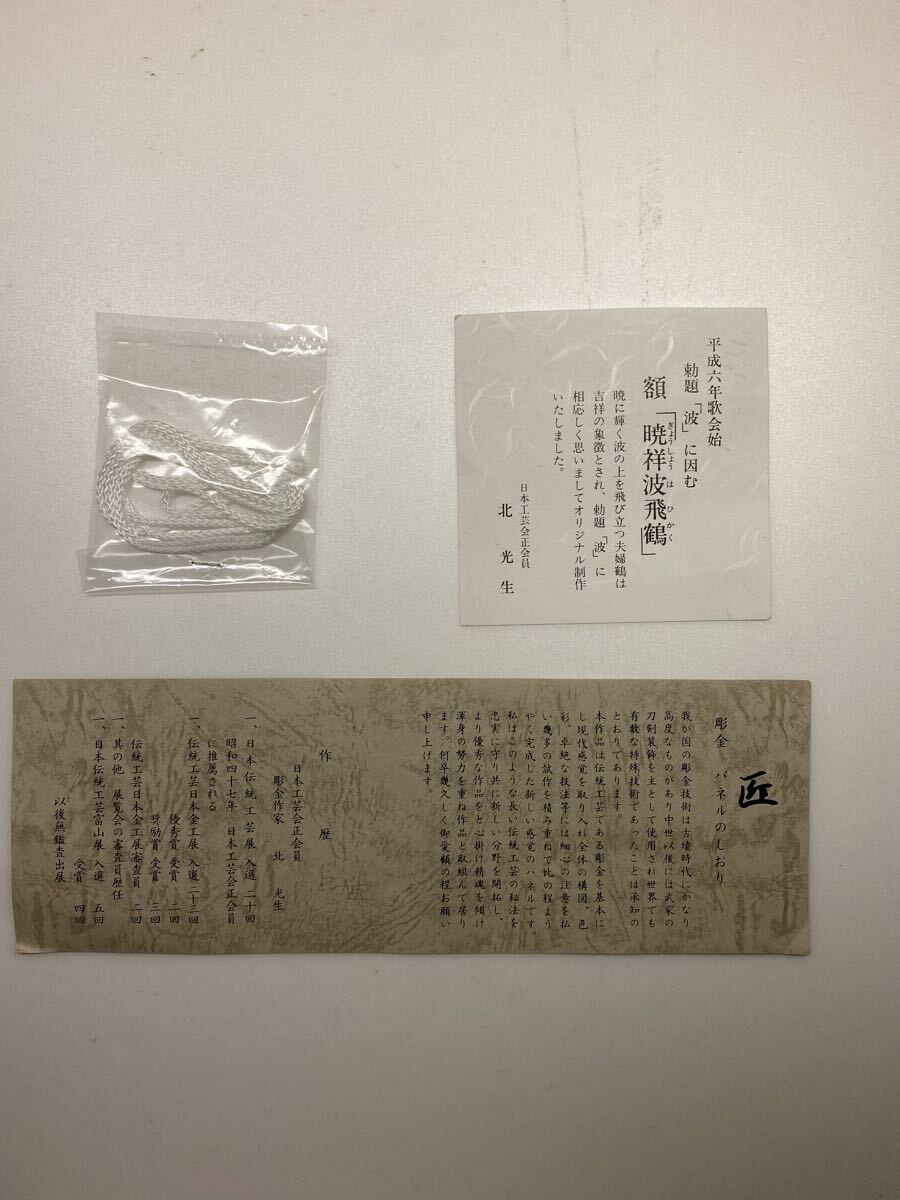 平成六年歌会始
勅題「波」に因む
額「暁祥波飛鶴」
ぎょうしょうはひかく
暁に輝く波の上を飛び立つ夫婦鶴は
吉祥の象徴とされ、勅題「波」に
相応しく思いましてオリジナル制作
いたしました。
日本工芸会正会員
北光生
匠
彫金 パネルのしおり
我が国の彫金技術は古墳時代にかなり
高度なものがあり中世以後には武家の
刀剣装飾を主として使用され世界でも
有数な特殊技術であったことは承知の
とおりであります。
本作品は伝統工芸である彫金を基本に
し現代感覚を取り入れ全体の構図、色
彩、卓絶な技法等には細心の注意を払
い幾多の試作を積み重ねて此の程よう
やく完成した新しい感覚のパネルです。
私はこのような長い伝統工芸の秘法を
忠実に守り共に新しい分野を開拓し、
より優秀な作品をと心掛け精魂を傾け
渾身の努力を重ね作品と取組んで居り
ます。何卒幾久しく御愛顧の程お願い
申し上げます。
作歴
日本工芸会正会員
彫金作家 北光生
一、日本伝統工芸展 入選 二十回
昭和四十七年 日本工芸会正会員
に推薦される
一、伝統工芸日本金工展 入選 二十三回
優秀賞 受賞 二回
奨励賞 受賞 三回
伝統工芸日本金工展審査員 二回
一、其の他 展覧会の審査員歴任
一、日本伝統工芸富山展 入選 五回
受賞 四回
以後無鑑査出展